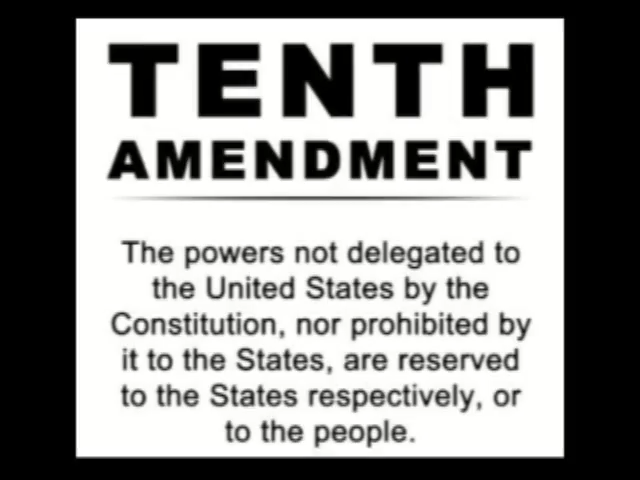 TENTH
AMENDMENT
The powers not delegated to
the United States by the
Constitution, nor prohibited by
it to the States, are reserved
to the States respectively, or
to the people.